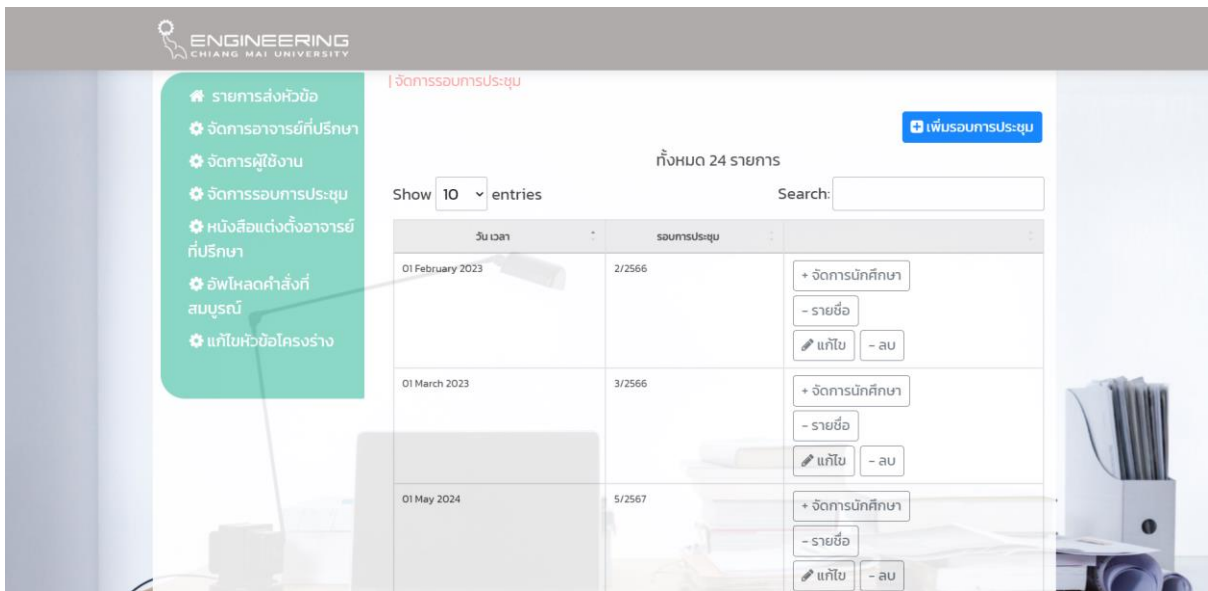 ENGINEERING
CHIANG MAI UNIVERSITY
รายการส่งหัวข้อ
จัดการอาจารย์ที่ปรึกษา
จัดการผู้ใช้งาน
จัดการรอบการประชุม
หนังสือแต่งตั้งอาจารย์
ที่ปรึกษา
อัพโหลดคำสั่งที่
สมบูรณ์
แก้ไขหัวข้อโครงร่าง
| จัดการรอบการประชุม
เพิ่มรอบการประชุม
ทั้งหมด 24 รายการ
Show 10 entries
Search:
วัน เวลา รอบการประชุม
01 February 2023 2/2566 + จัดการนักศึกษา
- รายชื่อ
แก้ไข - ลบ
01 March 2023 3/2566 + จัดการนักศึกษา
- รายชื่อ
แก้ไข - ลบ
01 May 2024 5/2567 + จัดการนักศึกษา
- รายชื่อ
แก้ไข - ลบ